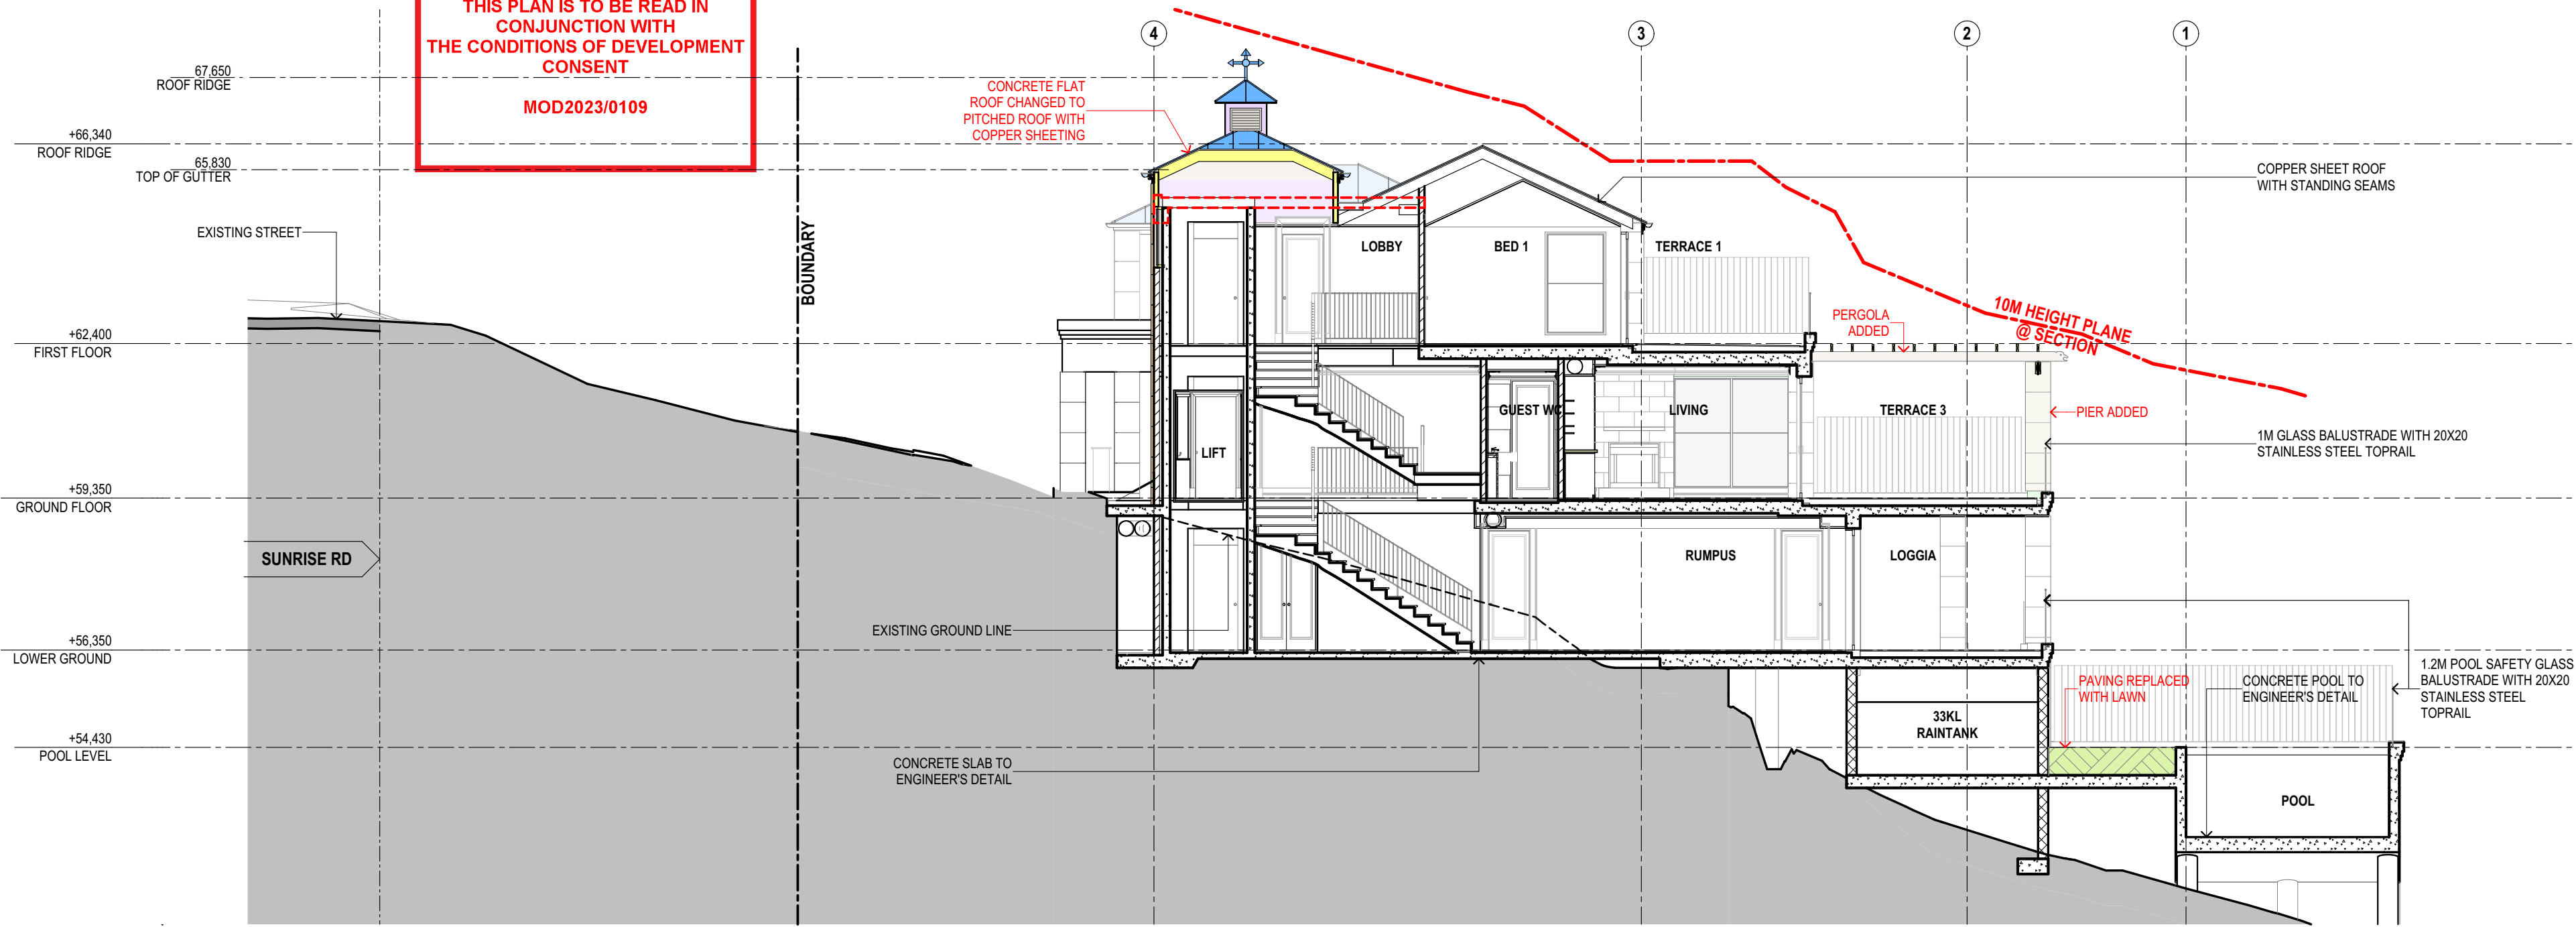 THIS PLAN IS TO BE READ IN
CONJUNCTION WITH
THE CONDITIONS OF DEVELOPMENT
CONSENT
MOD2023/0109
4
3
2
1
67,650
ROOF RIDGE
+66,340
ROOF RIDGE
65,830
TOP OF GUTTER
CONCRETE FLAT
ROOF CHANGED TO
PITCHED ROOF WITH
COPPER SHEETING
COPPER SHEET ROOF
WITH STANDING SEAMS
EXISTING STREET
BOUNDARY
LOBBY
BED 1
TERRACE 1
10M HEIGHT PLANE
@ SECTION
PERGOLA
ADDED
+62,400
FIRST FLOOR
GUEST WC
LIVING
TERRACE 3
PIER ADDED
1M GLASS BALUSTRADE WITH 20X20
STAINLESS STEEL TOPRAIL
LIFT
+59,350
GROUND FLOOR
SUNRISE RD
RUMPUS
LOGGIA
EXISTING GROUND LINE
+56,350
LOWER GROUND
1.2M POOL SAFETY GLASS
BALUSTRADE WITH 20X20
STAINLESS STEEL
TOPRAIL
PAVING REPLACED
WITH LAWN
CONCRETE POOL TO
ENGINEER'S DETAIL
33KL
RAINTANK
+54,430
POOL LEVEL
CONCRETE SLAB TO
ENGINEER'S DETAIL
POOL